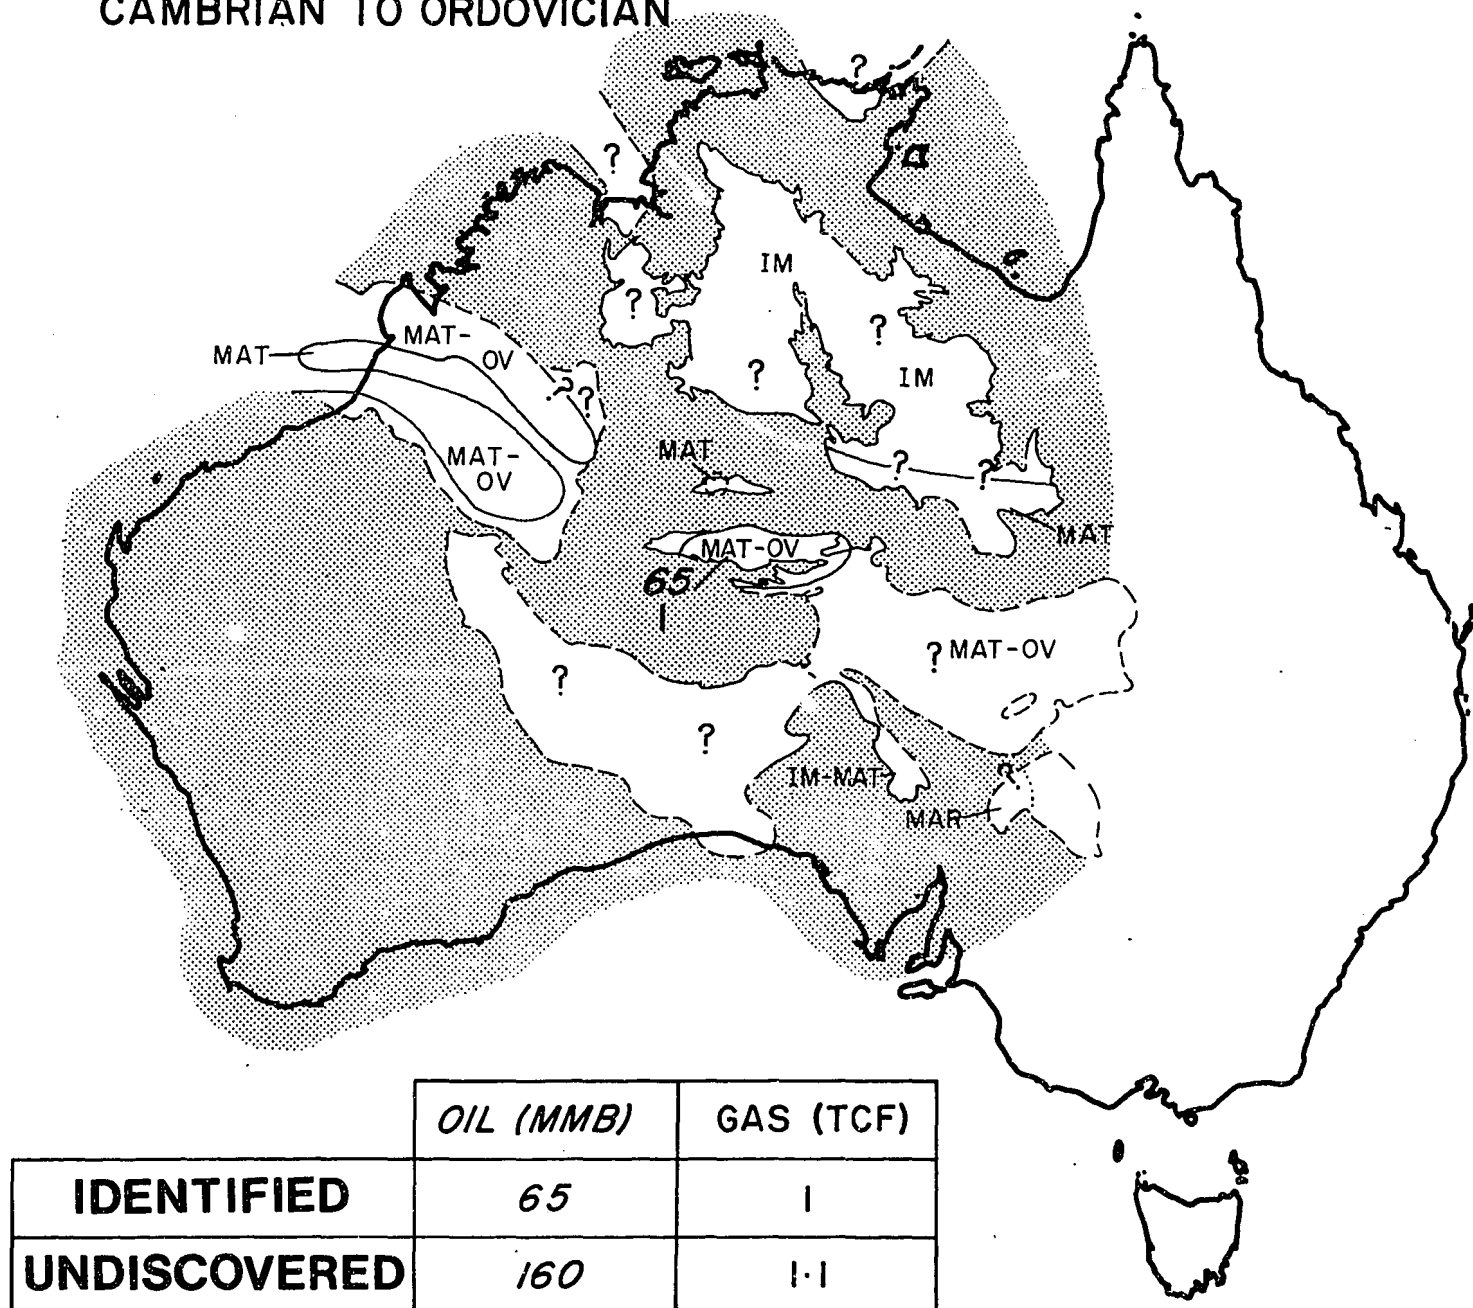 CAMBRIAN TO ORDOVICIAN
?
?
IM
?
MAT-
OV
MAT
?
IM
?
? ?
MAT-
OV
MAT
?
?
MAT
MAT-OV
65
1
? MAT-OV
?
?
IM-MAT
?
MAR
OIL (MMB) GAS (TCF)
IDENTIFIED 65 1
UNDISCOVERED 160 1·1